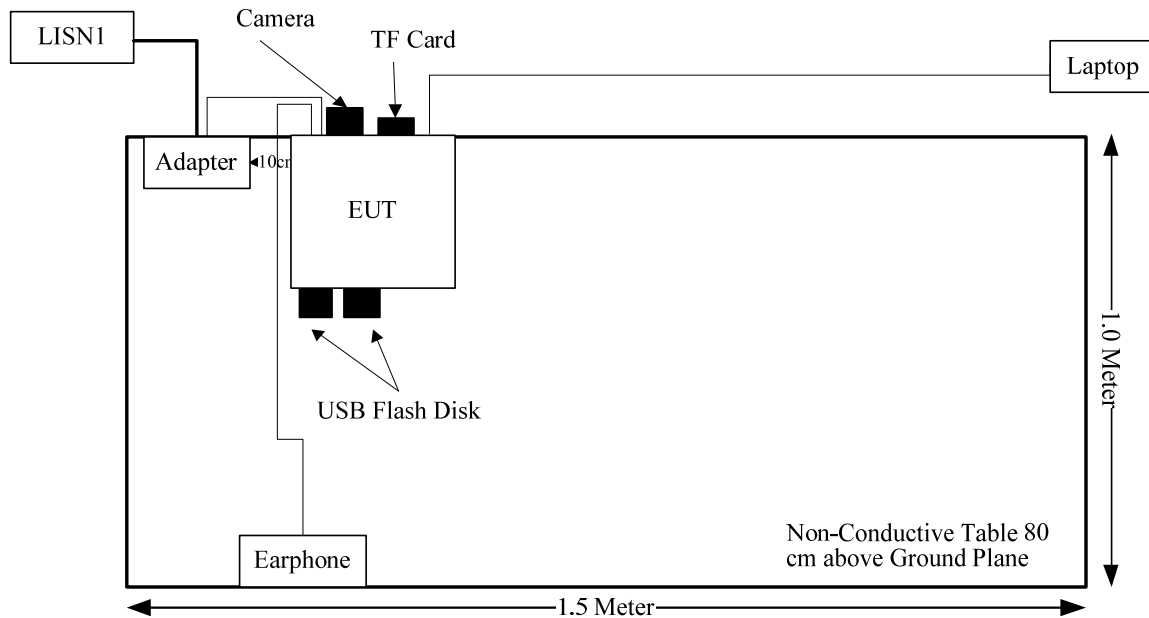 LISN1
Camera
TF Card
Laptop
Adapter
10cm
EUT
USB Flash Disk
1.0 Meter
Earphone
Non-Conductive Table 80
cm above Ground Plane
1.5 Meter